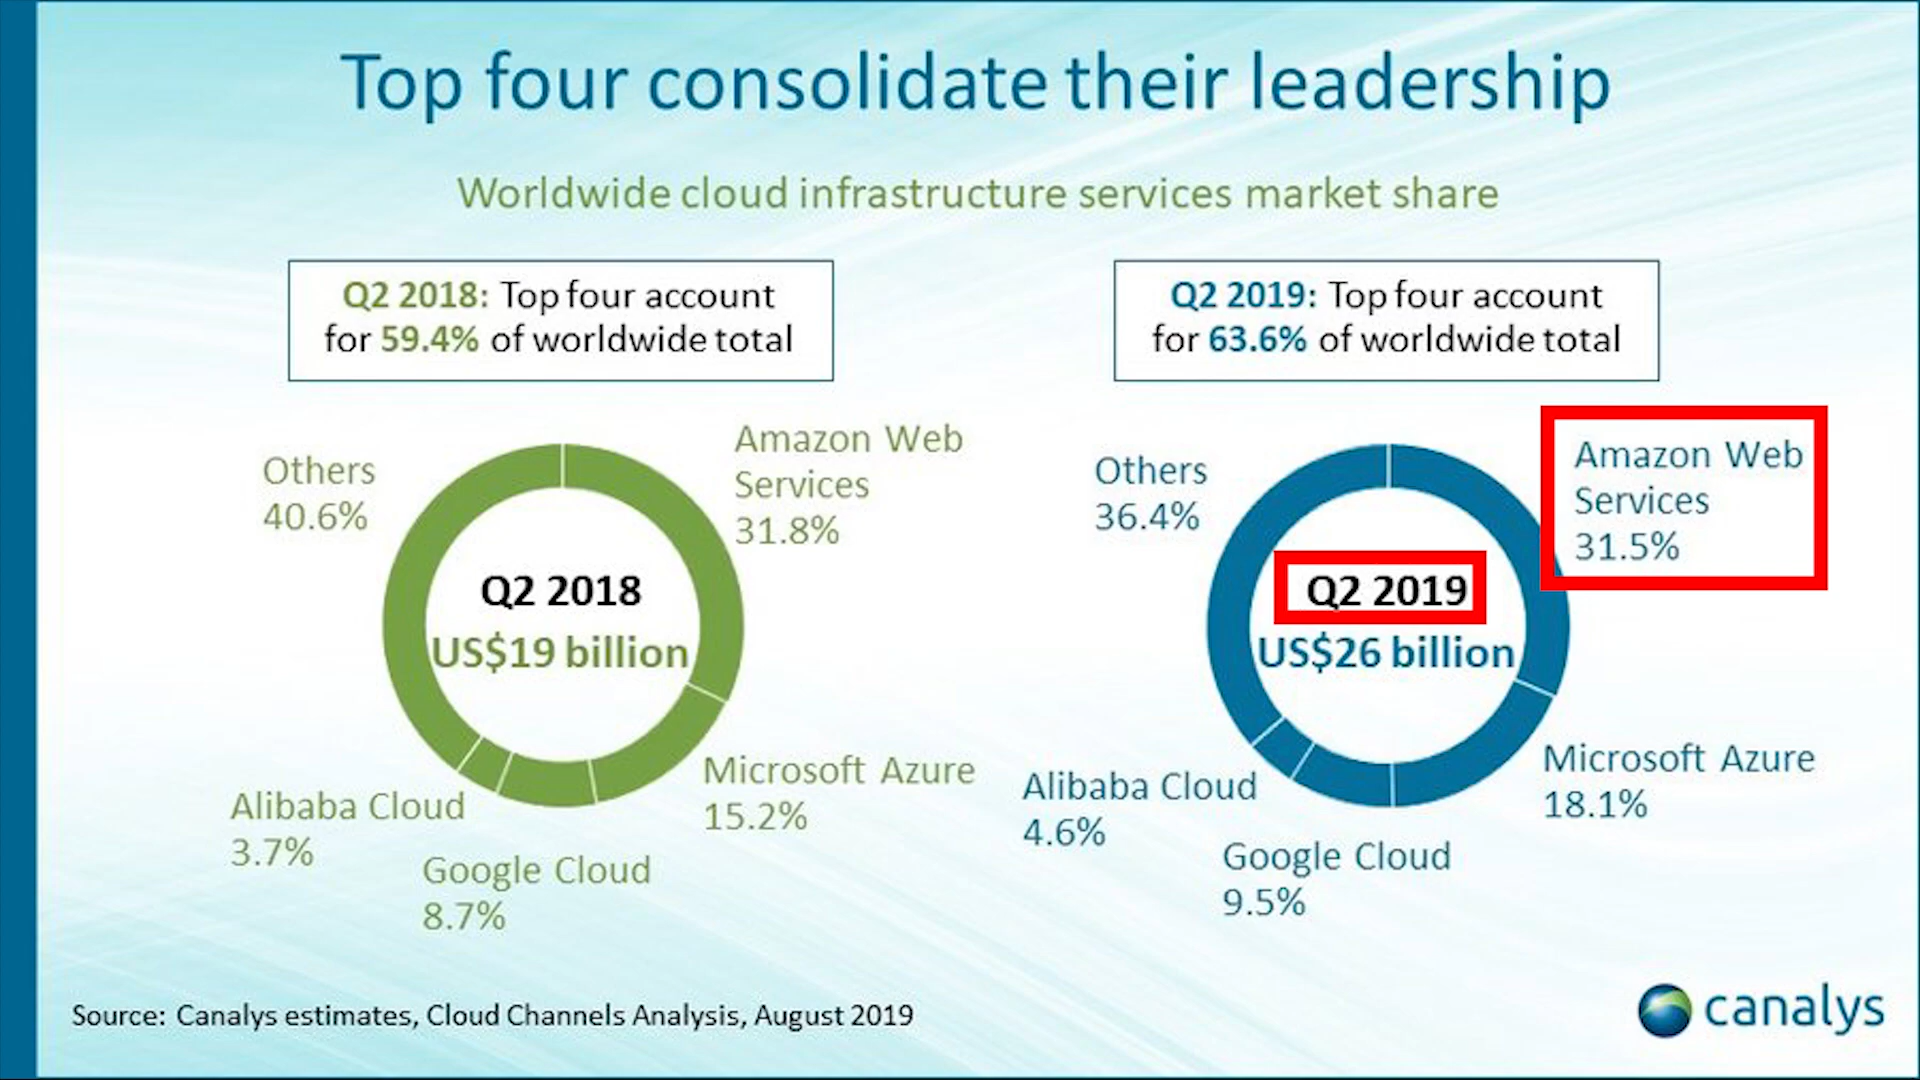 Top four consolidate their leadership
Worldwide cloud infrastructure services market share
Q2 2018: Top four account
for 59.4% of worldwide total
Q2 2019: Top four account
for 63.6% of worldwide total
Others
40.6%
Amazon Web
Services
31.8%
Q2 2018
US$19 billion
Microsoft Azure
15.2%
Alibaba Cloud
3.7%
Google Cloud
8.7%
Others
36.4%
Amazon Web
Services
31.5%
Q2 2019
US$26 billion
Microsoft Azure
18.1%
Alibaba Cloud
4.6%
Google Cloud
9.5%
Source: Canalys estimates, Cloud Channels Analysis, August 2019
canalys